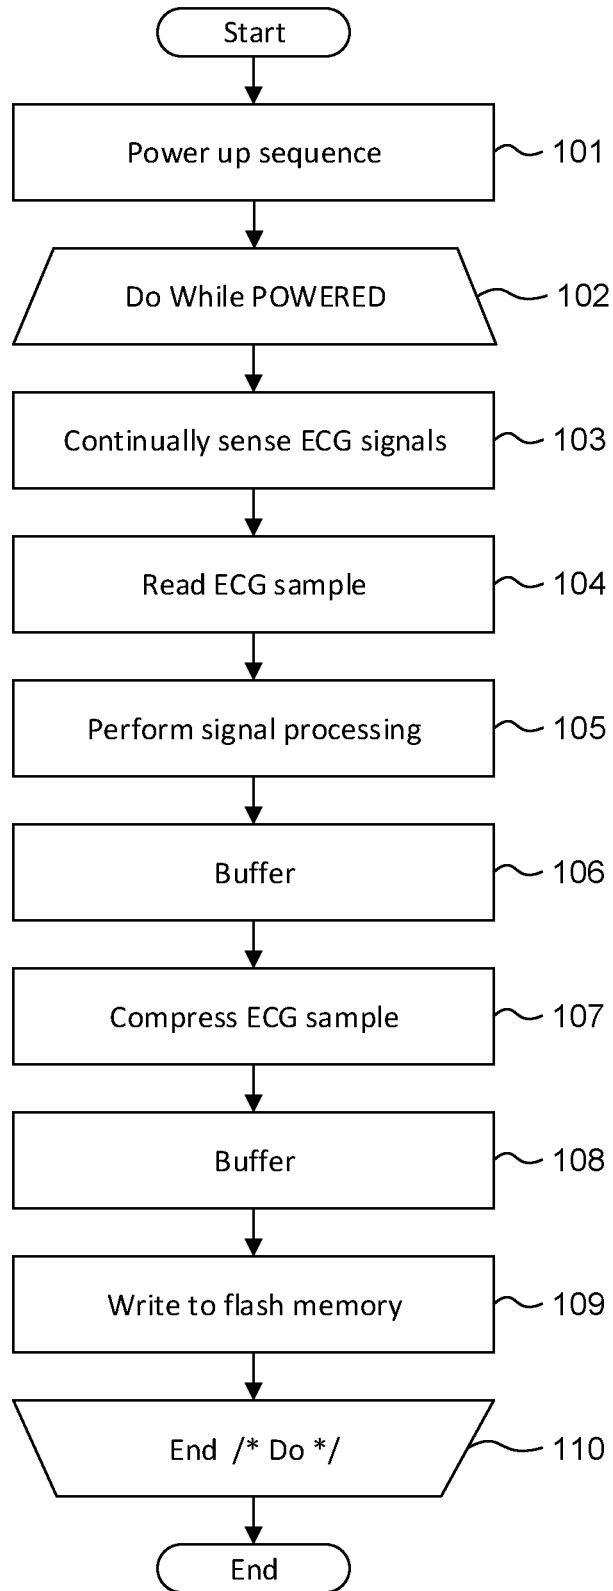 Start
Power up sequence 101
Do While POWERED 102
Continually sense ECG signals 103
Read ECG sample 104
Perform signal processing 105
Buffer 106
Compress ECG sample 107
Buffer 108
Write to flash memory 109
End /* Do */ 110
End